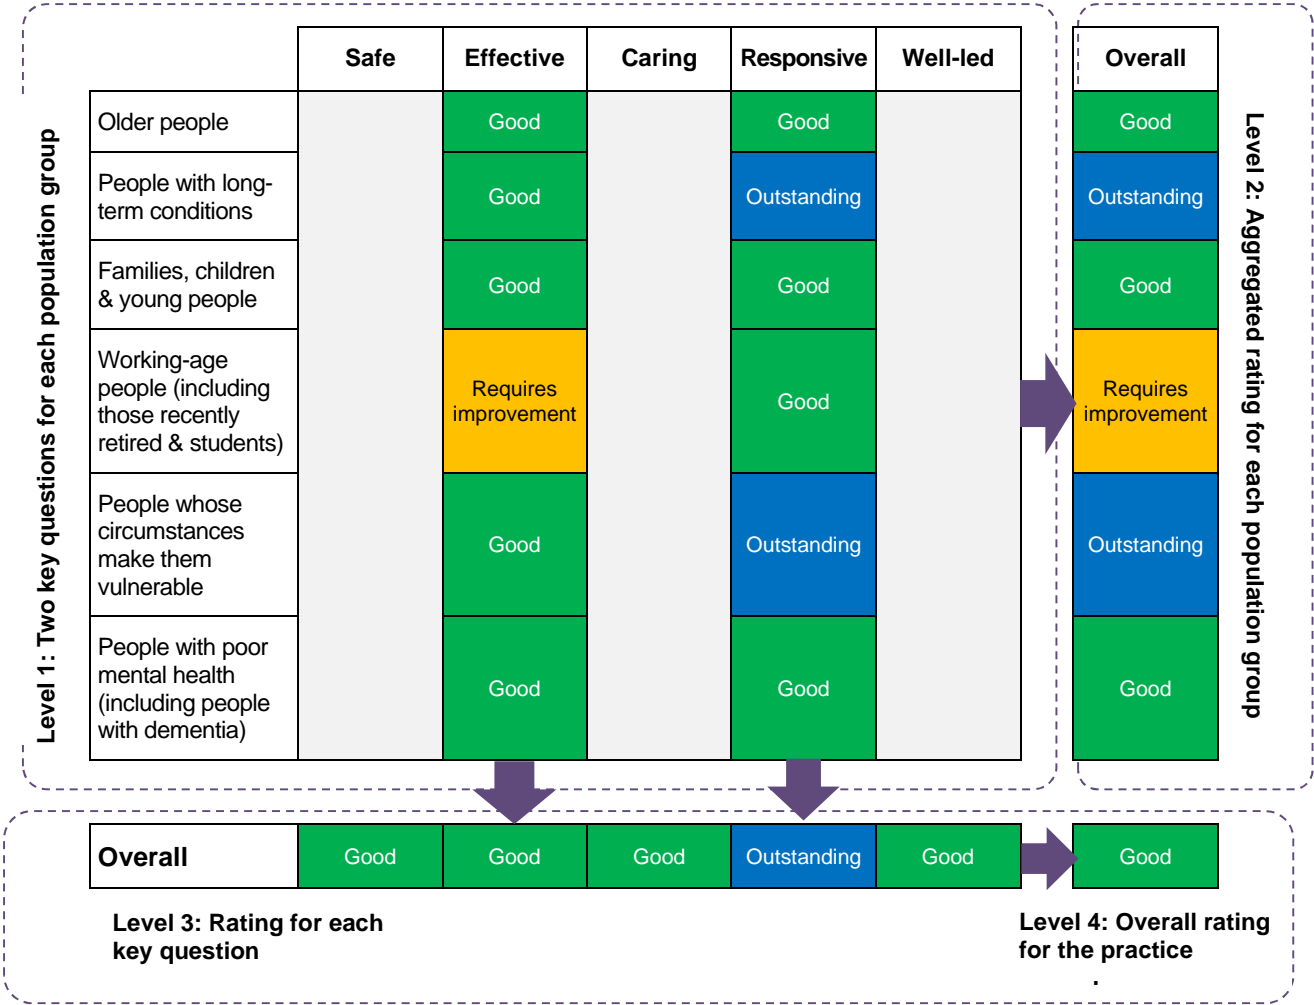 Safe Effective Caring Responsive Well-led Overall
Level 1: Two key questions for each population group
Older people
Good Good Good
People with long-
term conditions
Good Outstanding Outstanding
Families, children
& young people
Good Good Good
Working-age
people (including
those recently
retired & students)
Requires
improvement
Good
Requires
improvement
People whose
circumstances
make them
vulnerable
Good Outstanding Outstanding
People with poor
mental health
(including people
with dementia)
Good Good Good
Level 2: Aggregated rating for each population group
Overall Good Good Good Outstanding Good Good
Level 3: Rating for each
key question
Level 4: Overall rating
for the practice
.